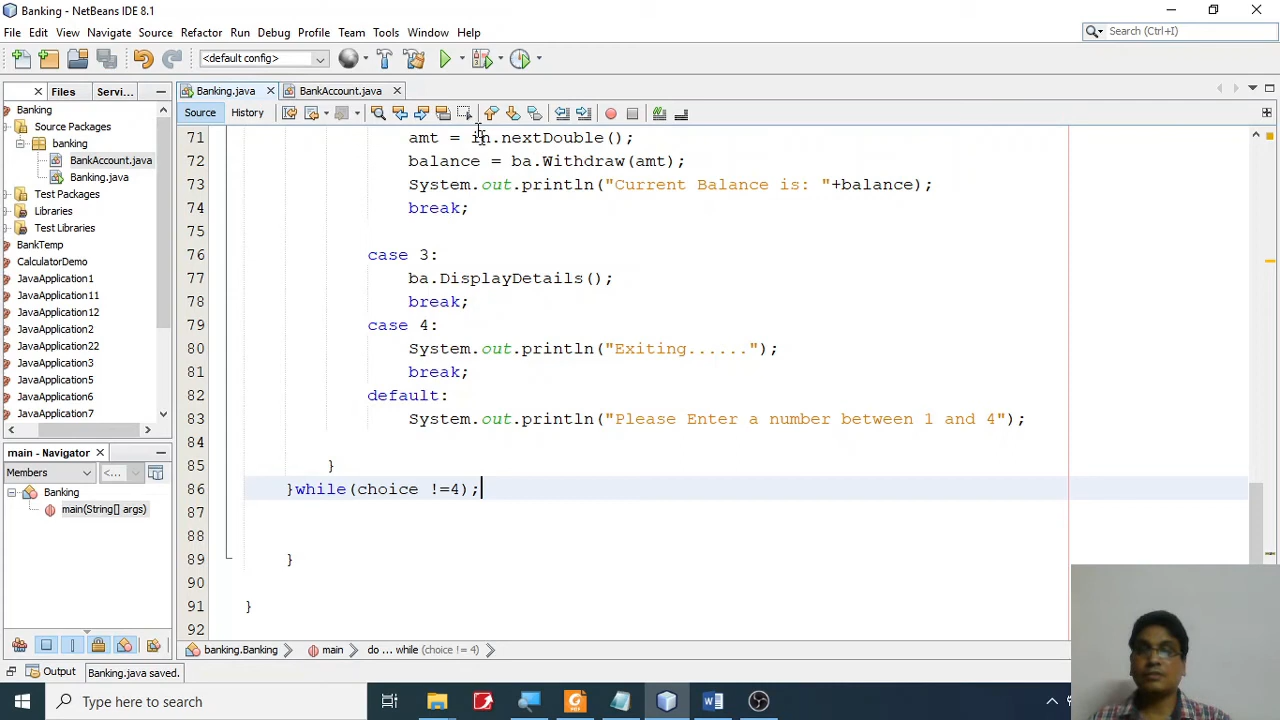 Banking - NetBeans IDE 8.1
File Edit View Navigate Source Refactor Run Debug Profile Team Tools Window Help
Search (Ctrl+I)
<default config>
Files Servi...
Banking.java BankAccount.java
Source History
Banking
Source Packages
banking
BankAccount.java
Banking.java
Test Packages
Libraries
Test Libraries
BankTemp
CalculatorDemo
JavaApplication1
JavaApplication11
JavaApplication12
JavaApplication2
JavaApplication22
JavaApplication3
JavaApplication5
JavaApplication6
JavaApplication7
main - Navigator
Members <...
Banking
main(String[] args)
71 amt = in.nextDouble();
72 balance = ba.Withdraw(amt);
73 System.out.println("Current Balance is: "+balance);
74 break;
75
76 case 3:
77 ba.DisplayDetails();
78 break;
79 case 4:
80 System.out.println("Exiting......");
81 break;
82 default:
83 System.out.println("Please Enter a number between 1 and 4");
84
85 }
86 }while(choice !=4);
87
88
89 }
90
91 }
92
banking.Banking main do ... while (choice != 4)
Output Banking.java saved.
Type here to search